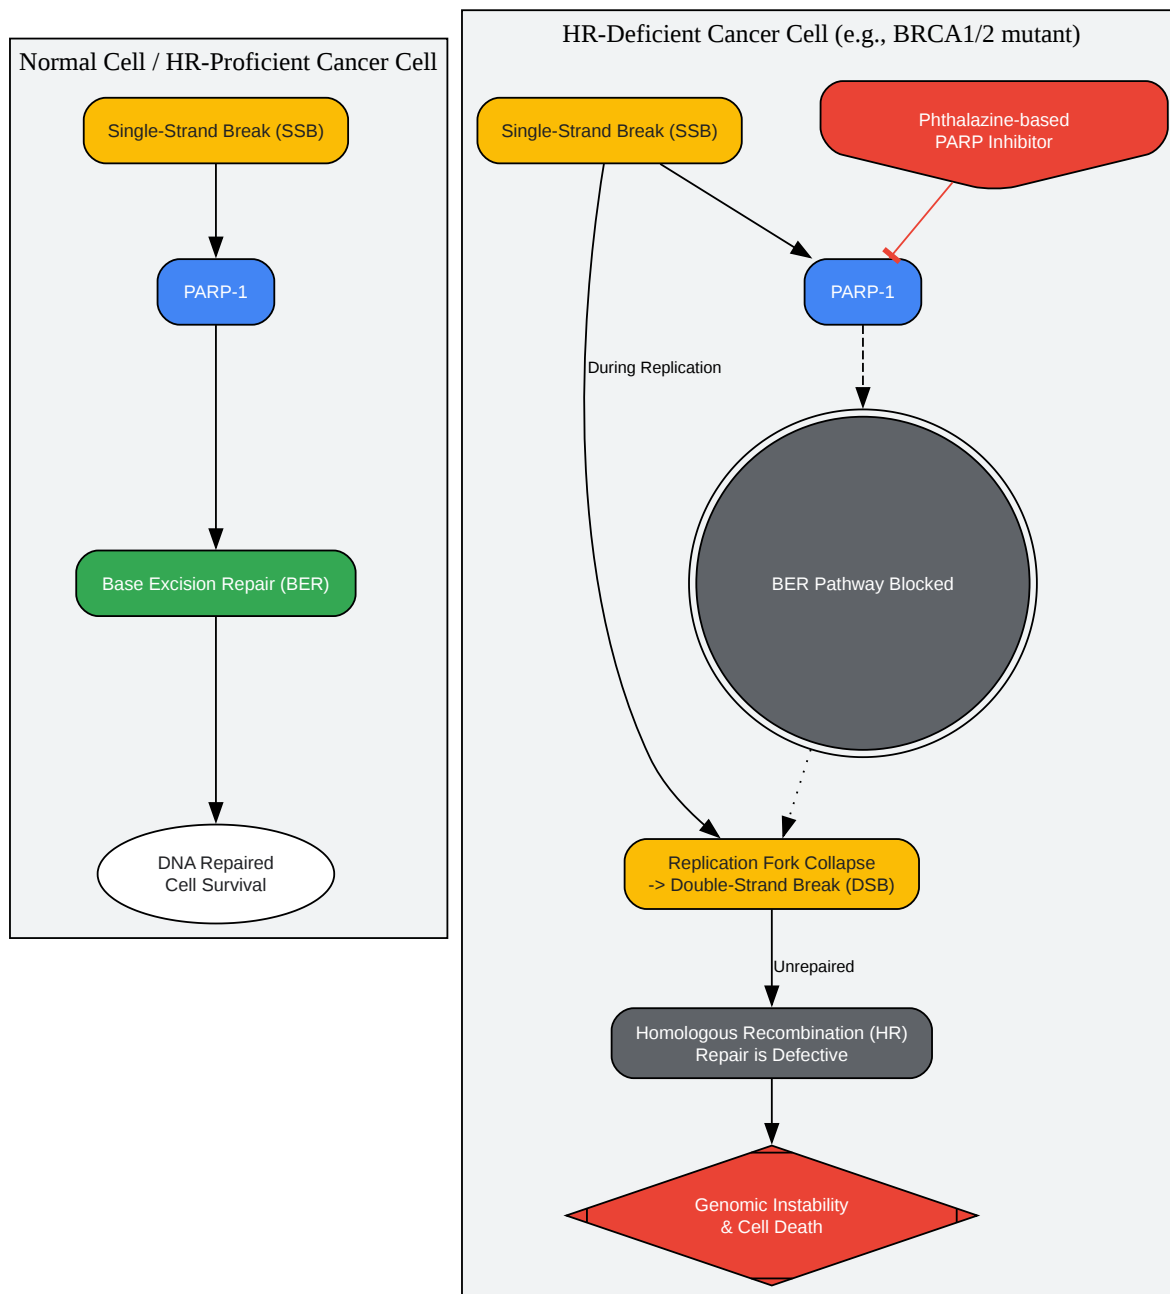 Normal Cell / HR-Proficient Cancer Cell
Single-Strand Break (SSB)
PARP-1
Base Excision Repair (BER)
DNA Repaired
Cell Survival
HR-Deficient Cancer Cell (e.g., BRCA1/2 mutant)
Single-Strand Break (SSB)
Phthalazine-based
PARP Inhibitor
PARP-1
During Replication
BER Pathway Blocked
Replication Fork Collapse
-> Double-Strand Break (DSB)
Unrepaired
Homologous Recombination (HR)
Repair is Defective
Genomic Instability
& Cell Death